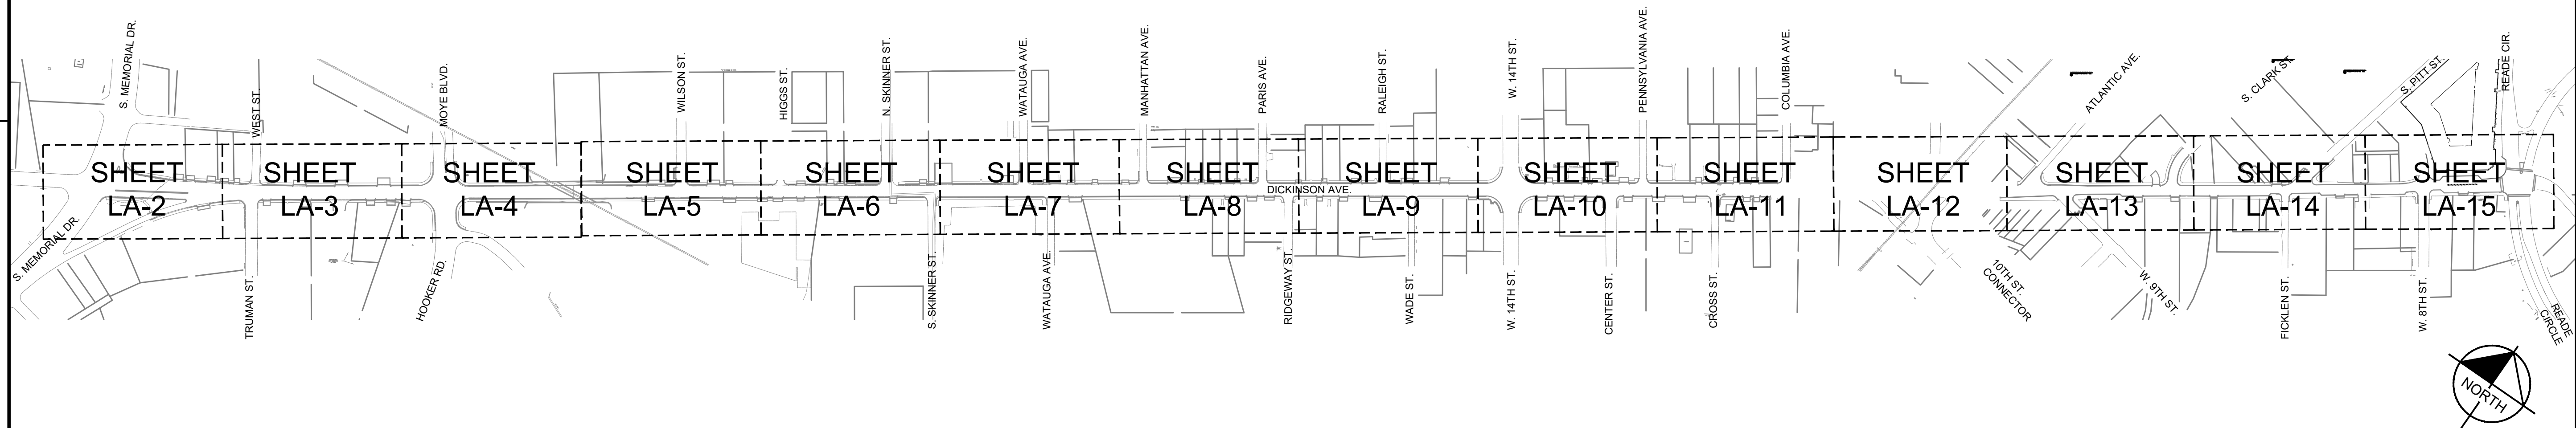 S. MEMORIAL DR.
WEST ST.
MOYE BLVD.
WILSON ST.
HIGGS ST.
N. SKINNER ST.
WATAUGA AVE.
MANHATTAN AVE.
PARIS AVE.
RALEIGH ST.
W. 14TH ST.
PENNSYLVANIA AVE.
COLUMBIA AVE.
ATLANTIC AVE.
S. CLARK ST.
S. PITT ST.
READE CIR.
SHEET
LA-2
SHEET
LA-3
SHEET
LA-4
SHEET
LA-5
SHEET
LA-6
SHEET
LA-7
SHEET
LA-8
DICKINSON AVE.
SHEET
LA-9
SHEET
LA-10
SHEET
LA-11
SHEET
LA-12
SHEET
LA-13
SHEET
LA-14
SHEET
LA-15
S. MEMORIAL DR.
TRUMAN ST.
HOOKER RD.
S. SKINNER ST.
WATAUGA AVE.
RIDGEWAY ST.
WADE ST.
W. 14TH ST.
CENTER ST.
CROSS ST.
10TH ST.
CONNECTOR
W. 9TH ST.
FICKLEN ST.
W. 8TH ST.
READE
CIRCLE
NORTH